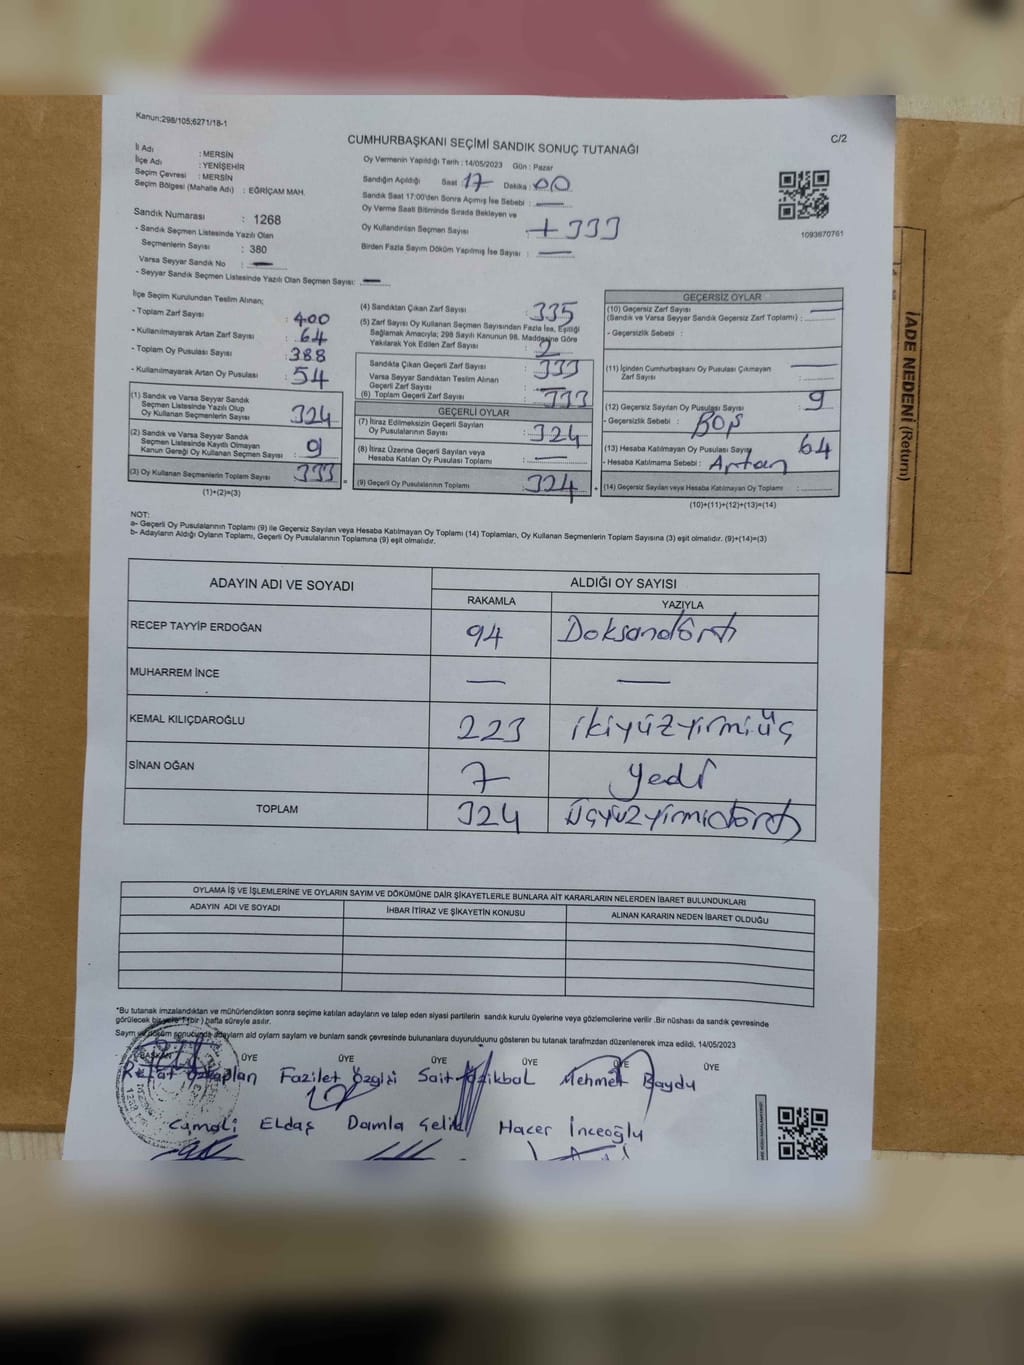 Kanun;298/105;6271/18-1
C/2
CUMHURBAŞKANI SEÇİMİ SANDIK SONUÇ TUTANAĞI
İl Adı : MERSİN
İlçe Adı : YENİŞEHİR
Seçim Çevresi : MERSİN
Seçim Bölgesi (Mahalle Adı) : EĞRİÇAM MAH.
Sandık Numarası : 1268
- Sandık Seçmen Listesinde Yazılı Olan
Seçmenlerin Sayısı : 380
Varsa Seyyar Sandık No : —
- Seyyar Sandık Seçmen Listesinde Yazılı Olan Seçmen Sayısı: —
Oy Vermenin Yapıldığı Tarih : 14/05/2023 Gün : Pazar
Sandığın Açıldığı Saat 17 Dakika : 00
Sandık Saat 17:00'den Sonra Açmış İse Sebebi : —
Oy Verme Saati Bitiminde Sırada Bekleyen ve
Oy Kullandırılan Seçmen Sayısı : + 333
Birden Fazla Sayım Döküm Yapılmış İse Sayısı : —
1093670761
İlçe Seçim Kurulundan Teslim Alınan;
- Toplam Zarf Sayısı : 400
- Kullanılmayarak Artan Zarf Sayısı : 64
- Toplam Oy Pusulası Sayısı : 388
- Kullanılmayarak Artan Oy Pusulası : 54
(1) Sandık ve Varsa Seyyar Sandık
Seçmen Listesinde Yazılı Olup
Oy Kullanan Seçmenlerin Sayısı : 324
(2) Sandık ve Varsa Seyyar Sandık
Seçmen Listesinde Kayıtlı Olmayan
Kanun Gereği Oy Kullanan Seçmen Sayısı : 9
(3) Oy Kullanan Seçmenlerin Toplam Sayısı : 333
(1)+(2)=(3)
(4) Sandıktan Çıkan Zarf Sayısı : 335
(5) Zarf Sayısı Oy Kullanan Seçmen Sayısından Fazla İse, Eşitliği
Sağlamak Amacıyla; 298 Sayılı Kanunun 98. Maddesine Göre
Yakılarak Yok Edilen Zarf Sayısı : 2
Sandıkta Çıkan Geçerli Zarf Sayısı : 333
Varsa Seyyar Sandıktan Teslim Alınan
Geçerli Zarf Sayısı : —
(6) Toplam Geçerli Zarf Sayısı : 333
GEÇERLİ OYLAR
(7) İtiraz Edilmeksizin Geçerli Sayılan
Oy Pusulalarının Sayısı : 324
(8) İtiraz Üzerine Geçerli Sayılan veya
Hesaba Katılan Oy Pusulası Toplamı : —
(9) Geçerli Oy Pusulalarının Toplamı : 324
GEÇERSİZ OYLAR
(10) Geçersiz Zarf Sayısı
(Sandık ve Varsa Seyyar Sandık Geçersiz Zarf Toplamı) : —
- Geçersizlik Sebebi :
(11) İçinden Cumhurbaşkanı Oy Pusulası Çıkmayan
Zarf Sayısı : —
(12) Geçersiz Sayılan Oy Pusulası Sayısı : 9
- Geçersizlik Sebebi : BOŞ
(13) Hesaba Katılmayan Oy Pusulası Sayısı 64
- Hesaba Katılmama Sebebi : Artan
(14) Geçersiz Sayılan veya Hesaba Katılmayan Oy Toplamı :
(10)+(11)+(12)+(13)=(14)
NOT:
a- Geçerli Oy Pusulalarının Toplamı (9) ile Geçersiz Sayılan veya Hesaba Katılmayan Oy Toplamı (14) Toplamları, Oy Kullanan Seçmenlerin Toplam Sayısına (3) eşit olmalıdır. (9)+(14)=(3)
b- Adayların Aldığı Oyların Toplamı, Geçerli Oy Pusulalarının Toplamına (9) eşit olmalıdır.
ADAYIN ADI VE SOYADI ALDIĞI OY SAYISI
RAKAMLA YAZIYLA
RECEP TAYYİP ERDOĞAN 94 Doksandört
MUHARREM İNCE — —
KEMAL KILIÇDAROĞLU 223 ikiyüzyirmiüç
SİNAN OĞAN 7 yedi
TOPLAM 324 üçyüzyirmidört
OYLAMA İŞ VE İŞLEMLERİNE VE OYLARIN SAYIM VE DÖKÜMÜNE DAİR ŞİKAYETLERLE BUNLARA AİT KARARLARIN NELERDEN İBARET BULUNDUKLARI
ADAYIN ADI VE SOYADI İHBAR İTİRAZ VE ŞİKAYETİN KONUSU ALINAN KARARIN NEDEN İBARET OLDUĞU
*Bu tutanak imzalandıktan ve mühürlendikten sonra seçime katılan adayların ve talep eden siyasi partilerin sandık kurulu üyelerine veya gözlemcilerine verilir .Bir nüshası da sandık çevresinde
görülecek bir yere 1 (bir ) hafta süreyle asılır.
Sayım ve döküm sonucunda adayların aldı oyların sayları ve bunların sandık çevresinde bulunanlara duyurulduunu gösteren bu tutanak tarafımzdan düzenlenerek imza edildi. 14/05/2023
BAŞKAN ÜYE ÜYE ÜYE ÜYE ÜYE ÜYE
Fazilet Özgişi Sait Mehmet Baydu
Cumali Eldaş Damla Çelik Hacer İnceoğlu
İADE NEDENİ (Return)